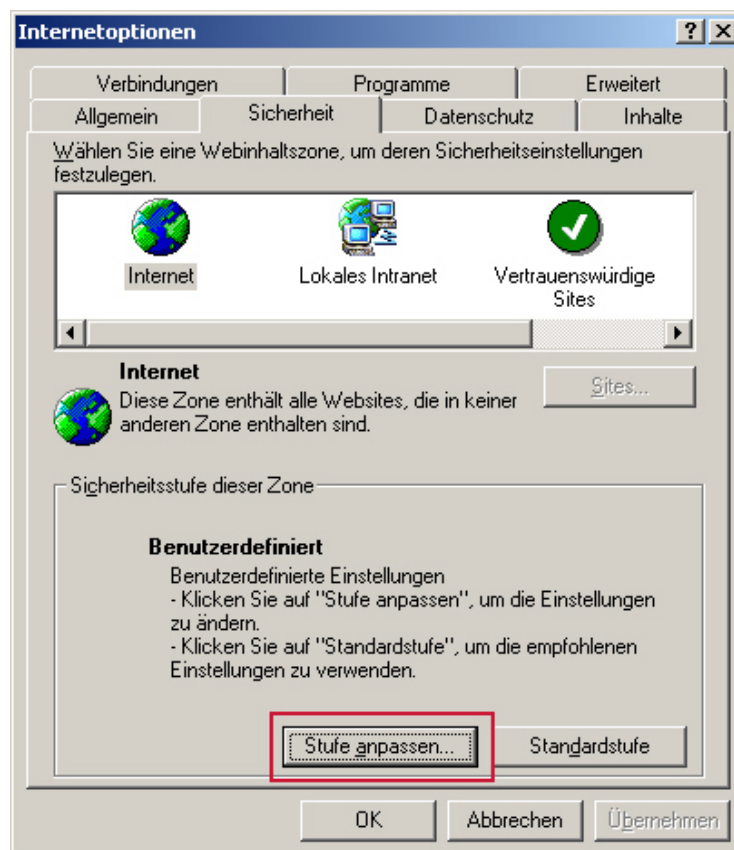 Internetoptionen
Verbindungen Programme Erweitert
Allgemein Sicherheit Datenschutz Inhalte
Wählen Sie eine Webinhaltszone, um deren Sicherheitseinstellungen
festzulegen.
Internet Lokales Intranet Vertrauenswürdige
Sites
Internet
Diese Zone enthält alle Websites, die in keiner
anderen Zone enthalten sind.
Sites...
Sicherheitsstufe dieser Zone
Benutzerdefiniert
Benutzerdefinierte Einstellungen
- Klicken Sie auf "Stufe anpassen", um die Einstellungen
zu ändern.
- Klicken Sie auf "Standardstufe", um die empfohlenen
Einstellungen zu verwenden.
Stufe anpassen... Standardstufe
OK Abbrechen Übernehmen